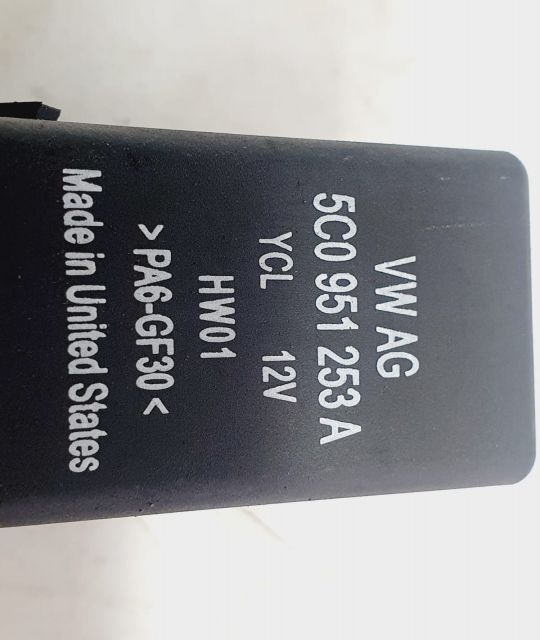 VW AG
5C0 951 253 A
YCL 12V
HW01
>PA6-GF30<
Made in United States